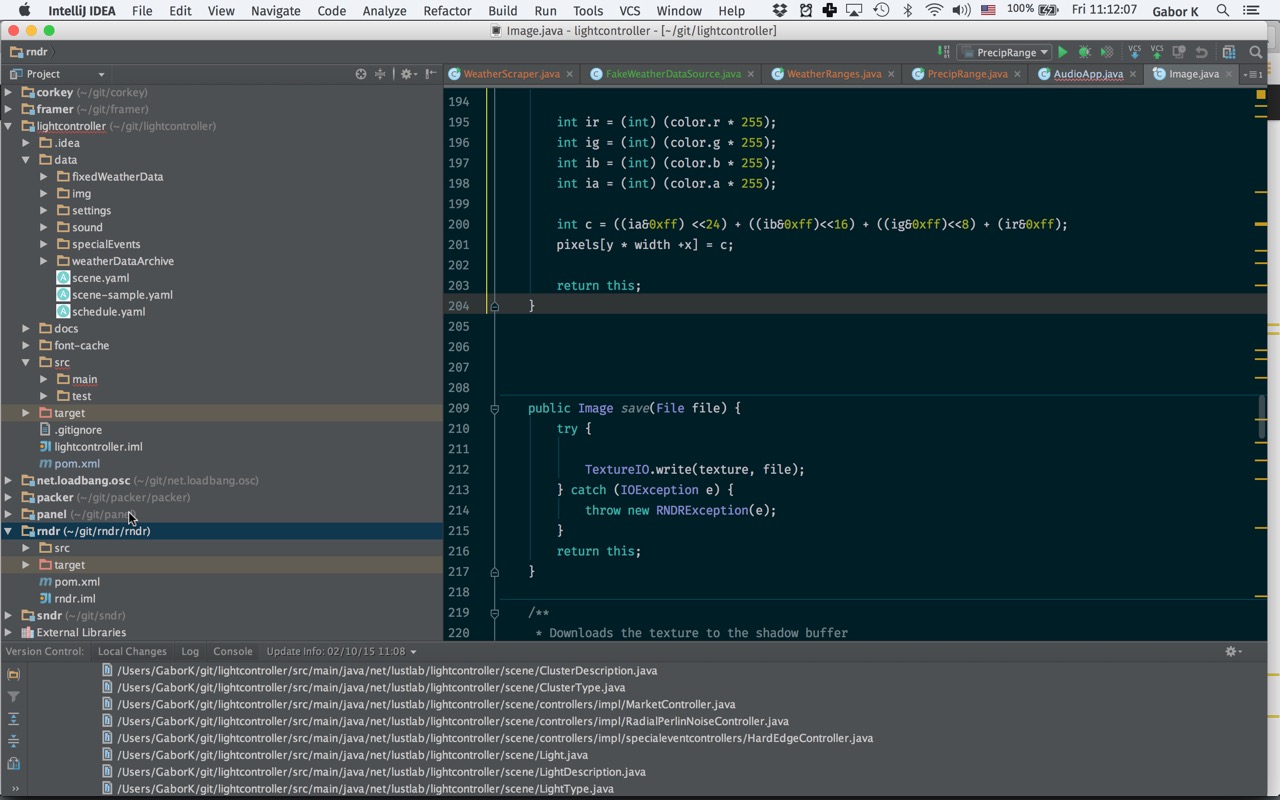 IntelliJ IDEA File Edit View Navigate Code Analyze Refactor Build Run Tools VCS Window Help 100% Fri 11:12:07 Gabor K
Image.java - lightcontroller - [~/git/lightcontroller]
rndr PrecipRange VCS VCS
Project WeatherScraper.java FakeWeatherDataSource.java WeatherRanges.java PrecipRange.java AudioApp.java Image.java
corkey (~/git/corkey)
framer (~/git/framer)
lightcontroller (~/git/lightcontroller)
.idea
data
fixedWeatherData
img
settings
sound
specialEvents
weatherDataArchive
scene.yaml
scene-sample.yaml
schedule.yaml
docs
font-cache
src
main
test
target
.gitignore
lightcontroller.iml
pom.xml
net.loadbang.osc (~/git/net.loadbang.osc)
packer (~/git/packer/packer)
panel (~/git/panel)
rndr (~/git/rndr/rndr)
src
target
pom.xml
rndr.iml
sndr (~/git/sndr)
External Libraries
194
195 int ir = (int) (color.r * 255);
196 int ig = (int) (color.g * 255);
197 int ib = (int) (color.b * 255);
198 int ia = (int) (color.a * 255);
199
200 int c = ((ia&0xff) <<24) + ((ib&0xff)<<16) + ((ig&0xff)<<8) + (ir&0xff);
201 pixels[y * width +x] = c;
202
203 return this;
204 }
205
206
207
208
209 public Image save(File file) {
210 try {
211
212 TextureIO.write(texture, file);
213 } catch (IOException e) {
214 throw new RNDRException(e);
215 }
216 return this;
217 }
218
219 /**
220 * Downloads the texture to the shadow buffer
Version Control: Local Changes Log Console Update Info: 02/10/15 11:08
/Users/GaborK/git/lightcontroller/src/main/java/net/lustlab/lightcontroller/scene/ClusterDescription.java
/Users/GaborK/git/lightcontroller/src/main/java/net/lustlab/lightcontroller/scene/ClusterType.java
/Users/GaborK/git/lightcontroller/src/main/java/net/lustlab/lightcontroller/scene/controllers/impl/MarketController.java
/Users/GaborK/git/lightcontroller/src/main/java/net/lustlab/lightcontroller/scene/controllers/impl/RadialPerlinNoiseController.java
/Users/GaborK/git/lightcontroller/src/main/java/net/lustlab/lightcontroller/scene/controllers/impl/specialeventcontrollers/HardEdgeController.java
/Users/GaborK/git/lightcontroller/src/main/java/net/lustlab/lightcontroller/scene/Light.java
/Users/GaborK/git/lightcontroller/src/main/java/net/lustlab/lightcontroller/scene/LightDescription.java
/Users/GaborK/git/lightcontroller/src/main/java/net/lustlab/lightcontroller/scene/LightType.java